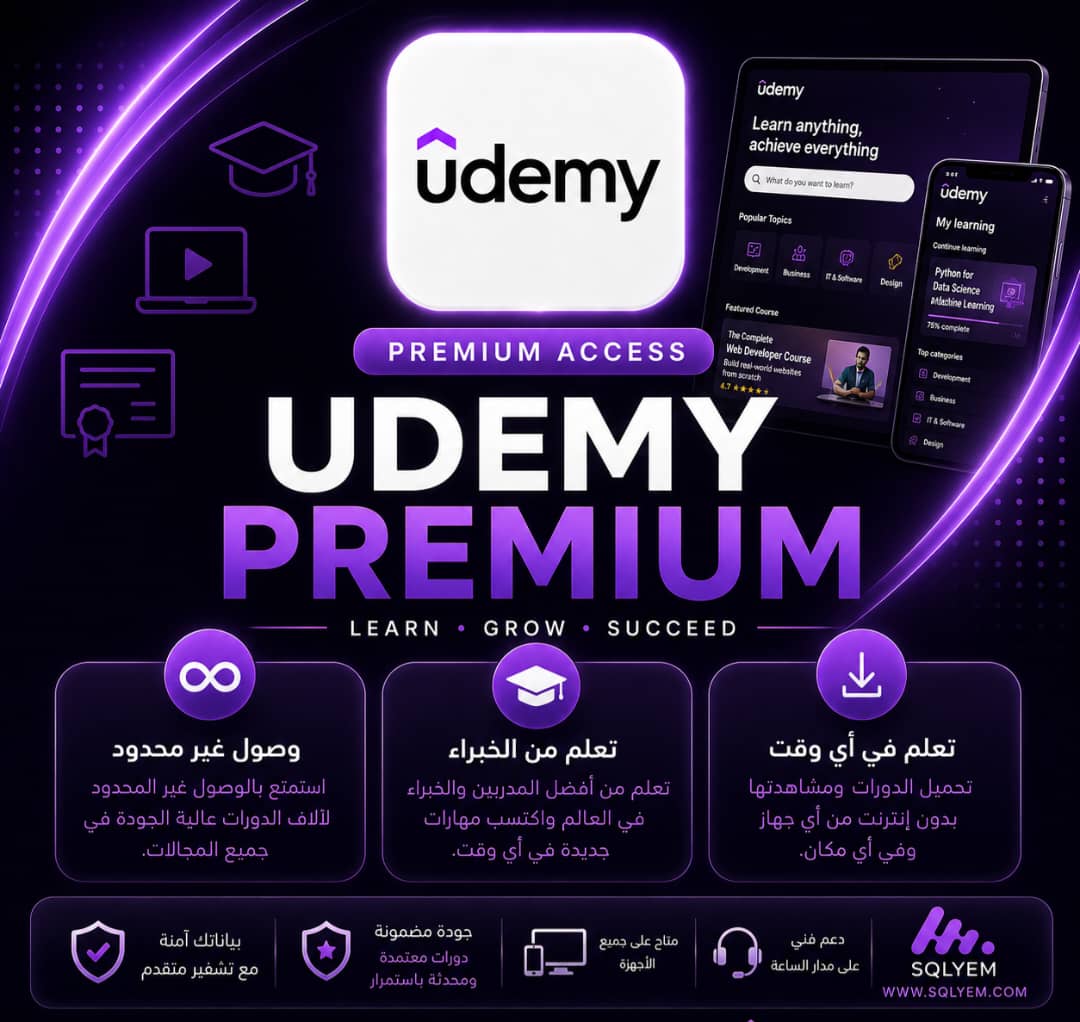 udemy
PREMIUM ACCESS
UDEMY
PREMIUM
LEARN • GROW • SUCCEED
udemy
Learn anything,
achieve everything
What do you want to learn?
Popular Topics
Development
Business
IT & Software
Design
Featured Course
The Complete
Web Developer Course
Build real-world websites
from scratch
4.7
udemy
My learning
Continue learning
Python for
Data Science
Machine Learning
75% complete
Top categories
Development
Business
IT & Software
Design
تعلم في أي وقت
تحميل الدورات ومشاهدتها
بدون إنترنت من أي جهاز
وفي أي مكان.
تعلم من الخبراء
تعلم من أفضل المدربين والخبراء
في العالم واكتسب مهارات
جديدة في أي وقت.
وصول غير محدود
استمتع بالوصول غير المحدود
لآلاف الدورات عالية الجودة في
جميع المجالات.
SQLYEM
WWW.SQLYEM.COM
دعم فني
على مدار الساعة
متاح على جميع
الأجهزة
جودة مضمونة
دورات معتمدة
ومحدثة باستمرار
بياناتك آمنة
مع تشفير متقدم